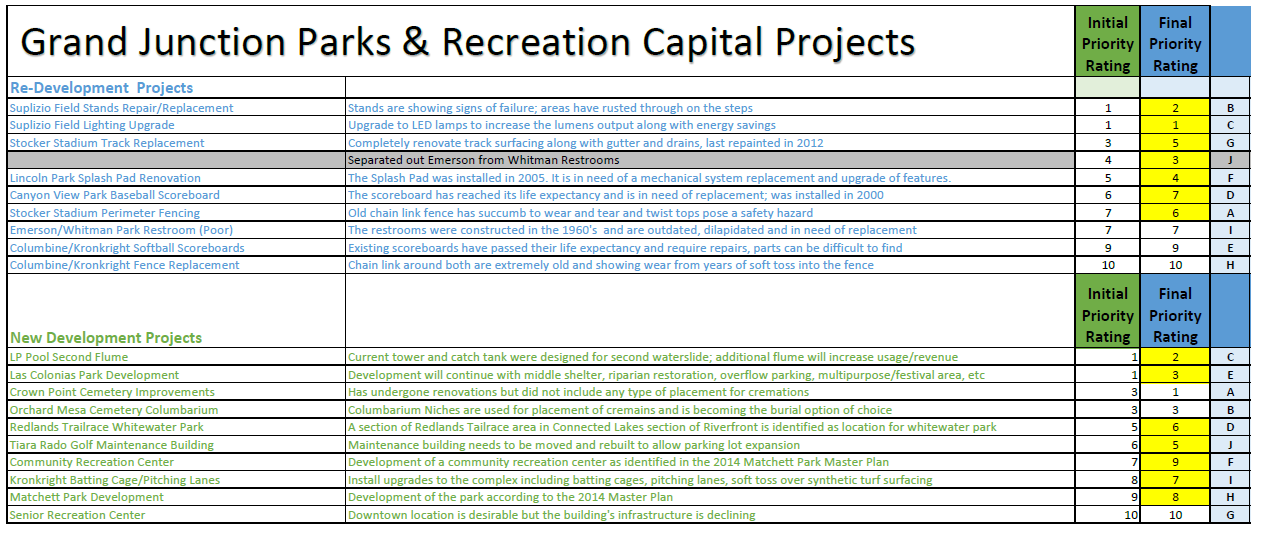 Grand Junction Parks & Recreation Capital Projects Initial Priority Rating Final Priority Rating
Re-Development Projects
Suplizio Field Stands Repair/Replacement Stands are showing signs of failure; areas have rusted through on the steps 1 2 B
Suplizio Field Lighting Upgrade Upgrade to LED lamps to increase the lumens output along with energy savings 1 1 C
Stocker Stadium Track Replacement Completely renovate track surfacing along with gutter and drains, last repainted in 2012 3 5 G
Separated out Emerson from Whitman Restrooms 4 3 J
Lincoln Park Splash Pad Renovation The Splash Pad was installed in 2005. It is in need of a mechanical system replacement and upgrade of features. 5 4 F
Canyon View Park Baseball Scoreboard The scoreboard has reached its life expectancy and is in need of replacement; was installed in 2000 6 7 D
Stocker Stadium Perimeter Fencing Old chain link fence has succumb to wear and tear and twist tops pose a safety hazard 7 6 A
Emerson/Whitman Park Restroom (Poor) The restrooms were constructed in the 1960's and are outdated, dilapidated and in need of replacement 7 7 I
Columbine/Kronkright Softball Scoreboards Existing scoreboards have passed their life expectancy and require repairs, parts can be difficult to find 9 9 E
Columbine/Kronkright Fence Replacement Chain link around both are extremely old and showing wear from years of soft toss into the fence 10 10 H
New Development Projects Initial Priority Rating Final Priority Rating
LP Pool Second Flume Current tower and catch tank were designed for second waterslide; additional flume will increase usage/revenue 1 2 C
Las Colonias Park Development Development will continue with middle shelter, riparian restoration, overflow parking, multipurpose/festival area, etc 1 3 E
Crown Point Cemetery Improvements Has undergone renovations but did not include any type of placement for cremations 3 1 A
Orchard Mesa Cemetery Columbarium Columbarium Niches are used for placement of cremains and is becoming the burial option of choice 3 3 B
Redlands Trailrace Whitewater Park A section of Redlands Tailrace area in Connected Lakes section of Riverfront is identified as location for whitewater park 5 6 D
Tiara Rado Golf Maintenance Building Maintenance building needs to be moved and rebuilt to allow parking lot expansion 6 5 J
Community Recreation Center Development of a community recreation center as identified in the 2014 Matchett Park Master Plan 7 9 F
Kronkright Batting Cage/Pitching Lanes Install upgrades to the complex including batting cages, pitching lanes, soft toss over synthetic turf surfacing 8 7 I
Matchett Park Development Development of the park according to the 2014 Master Plan 9 8 H
Senior Recreation Center Downtown location is desirable but the building's infrastructure is declining 10 10 G